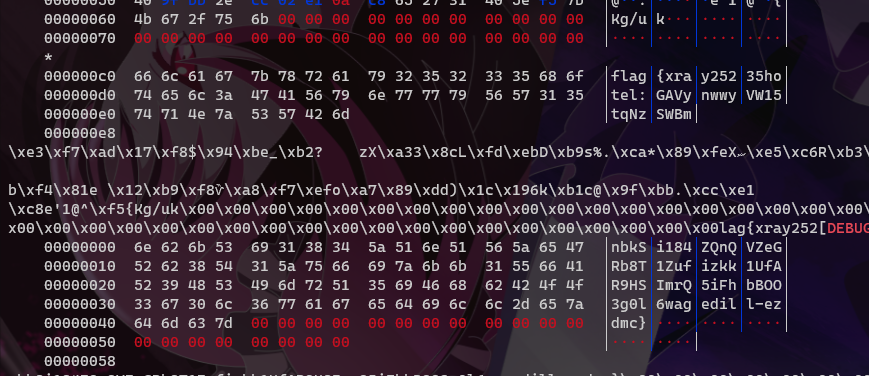 00000060 4b 67 2f 75 6b 00 00 00 00 00 00 00 00 00 00 00 │Kg/u│k···│····│····│
00000070 00 00 00 00 00 00 00 00 00 00 00 00 00 00 00 00 │····│····│····│····│
*
000000c0 66 6c 61 67 7b 78 72 61 79 32 35 32 33 35 68 6f │flag│{xra│y252│35ho│
000000d0 74 65 6c 3a 47 41 56 79 6e 77 77 79 56 57 31 35 │tel:│GAVy│nwwy│VW15│
000000e0 74 71 4e 7a 53 57 42 6d │tqNz│SWBm│
000000e8
\xe3\xf7\xad\x17\xf8$\x94\xbe_\xb2? zX\xa33\x8cL\xfd\xebD\xb9s%.\xca*\x89\xfeX \xe5\xc6R\xb3\
b\xf4\x81e \x12\xb9\xf8 \xa8\xf7\xefo\xa7\x89\xdd)\x1c\x196k\xb1c@\x9f\xbb.\xcc\xe1
\xc8e'1@^\xf5{Kg/uk\x00\x00\x00\x00\x00\x00\x00\x00\x00\x00\x00\x00\x00\x00\x00\x00\x00\x00
x00\x00\x00\x00\x00\x00\x00\x00\x00\x00\x00\x00\x00\x00\x00\x00\x00\x00lag{xray252[DEBUG
00000000 6e 62 6b 53 69 31 38 34 5a 51 6e 51 56 5a 65 47 │nbkS│i184│ZQnQ│VZeG│
00000010 52 62 38 54 31 5a 75 66 69 7a 6b 6b 31 55 66 41 │Rb8T│1Zuf│izkk│1UfA│
00000020 52 39 48 53 49 6d 72 51 35 69 46 68 62 42 4f 4f │R9HS│ImrQ│5iFh│bBOO│
00000030 33 67 30 6c 36 77 61 67 65 64 69 6c 6c 2d 65 7a │3g0l│6wag│edil│l-ez│
00000040 64 6d 63 7d 00 00 00 00 00 00 00 00 00 00 00 00 │dmc}│····│····│····│
00000050 00 00 00 00 00 00 00 00 │····│····│
00000058